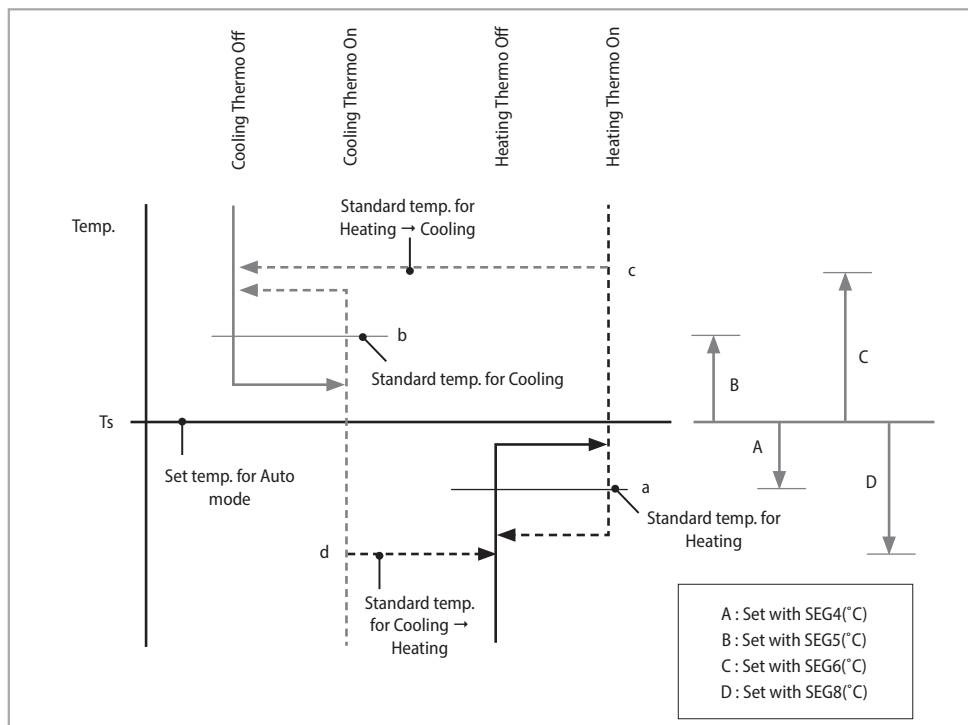 Cooling Thermo Off
Cooling Thermo On
Heating Thermo Off
Heating Thermo On
Temp.
Standard temp. for
Heating → Cooling
c
b
Standard temp. for Cooling
B
C
Ts
Set temp. for Auto
mode
A
D
a
Standard temp. for
Heating
d
Standard temp.
for Cooling →
Heating
A : Set with SEG4(˚C)
B : Set with SEG5(˚C)
C : Set with SEG6(˚C)
D : Set with SEG8(˚C)